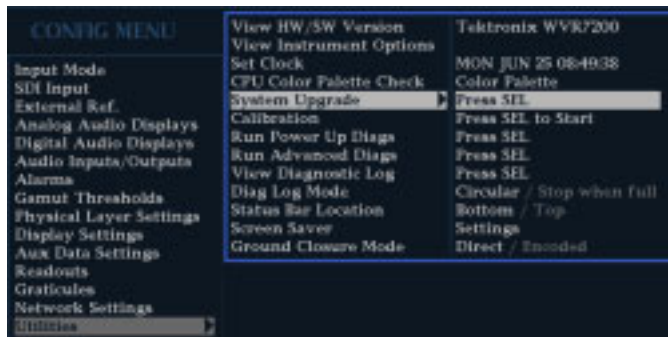 CONFIG MENU
Input Mode
SDI Input
External Ref.
Analog Audio Displays
Digital Audio Displays
Audio Inputs/Outputs
Alarms
Gamut Thresholds
Physical Layer Settings
Display Settings
Aux Data Settings
Readouts
Graticules
Network Settings
Utilities
View HW/SW Version Tektronix WVR7200
View Instrument Options
Set Clock MON JUN 25 08:49:38
CPU Color Palette Check Color Palette
System Upgrade Press SEL
Calibration Press SEL to Start
Run Power Up Diags Press SEL
Run Advanced Diags Press SEL
View Diagnostic Log Press SEL
Diag Log Mode Circular / Stop when full
Status Bar Location Bottom / Top
Screen Saver Settings
Ground Closure Mode Direct / Encoded